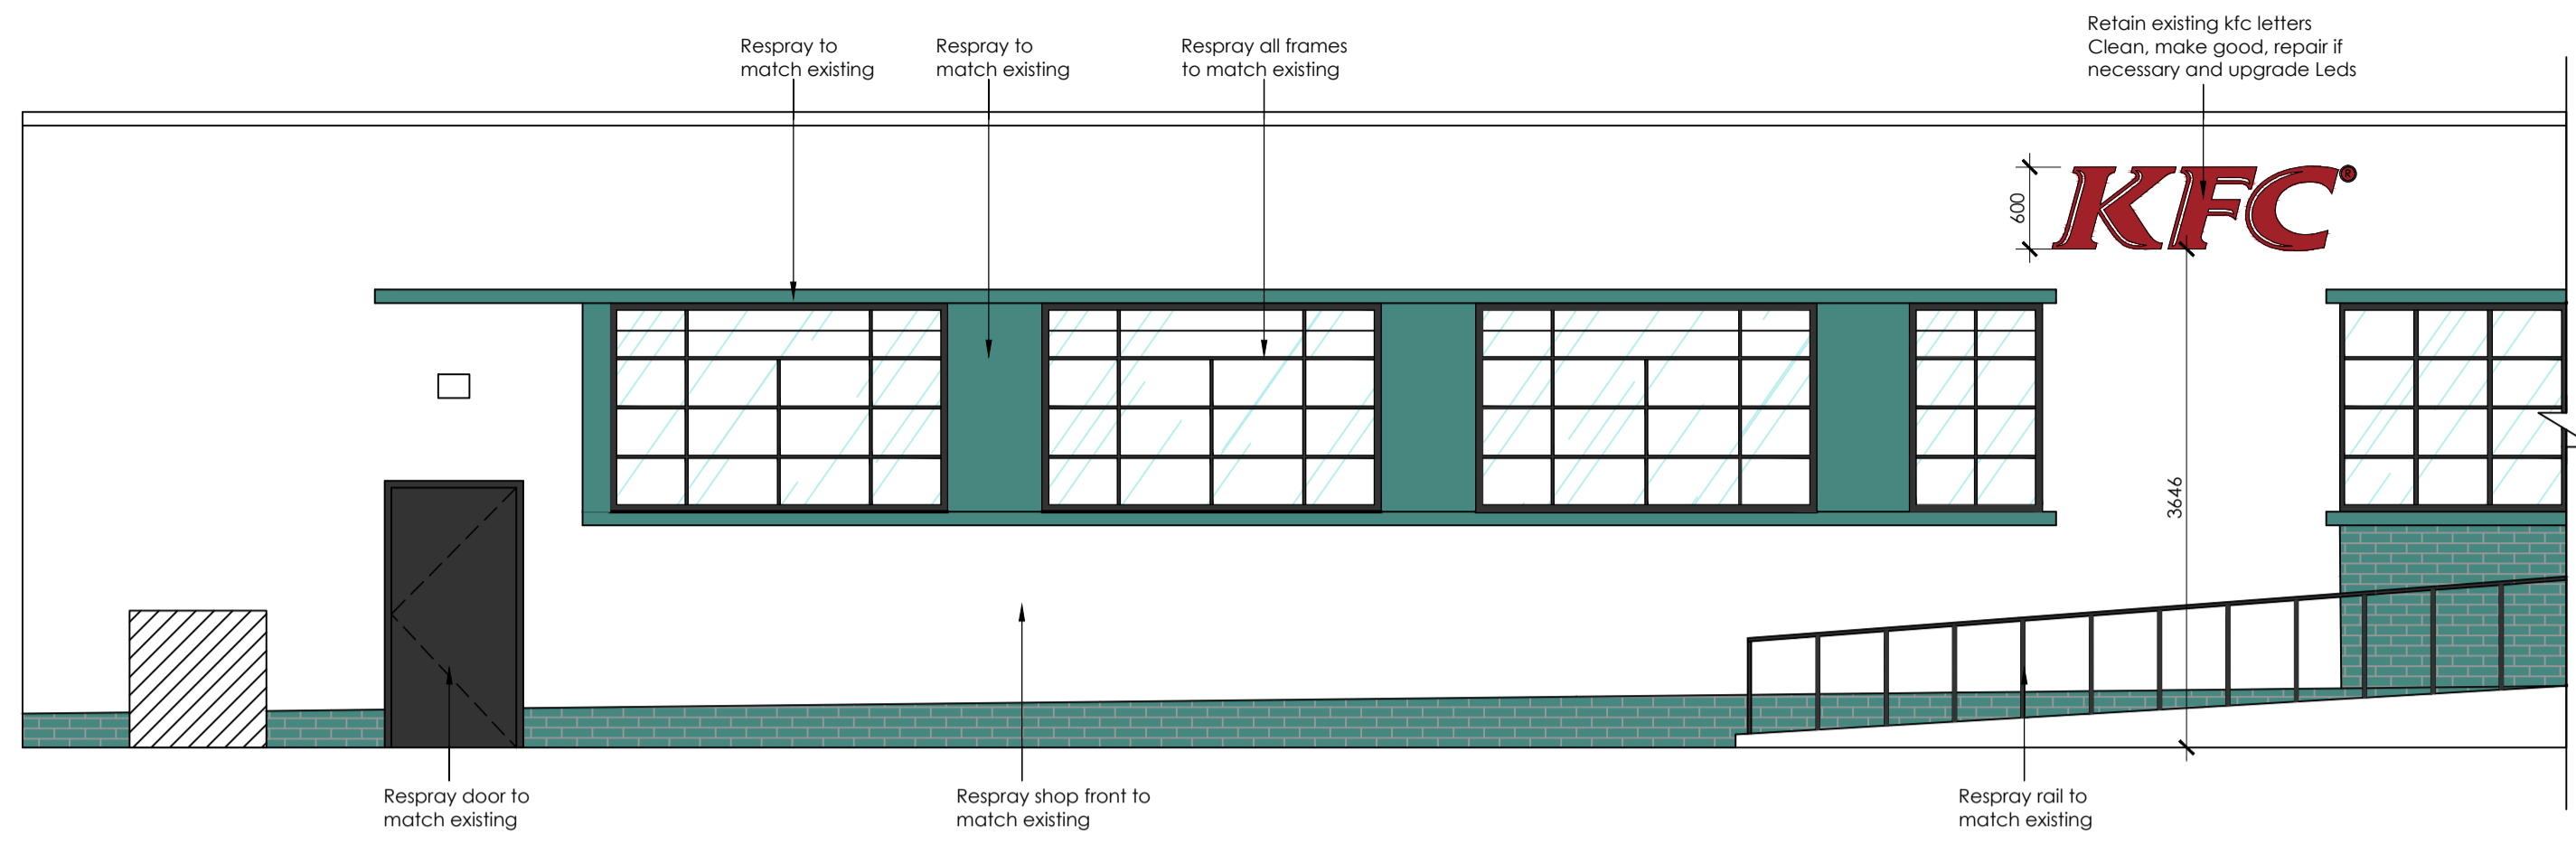 Retain existing kfc letters
Clean, make good, repair if
necessary and upgrade Leds
Respray to
match existing
Respray to
match existing
Respray all frames
to match existing
600
KFC®
3646
Respray door to
match existing
Respray shop front to
match existing
Respray rail to
match existing